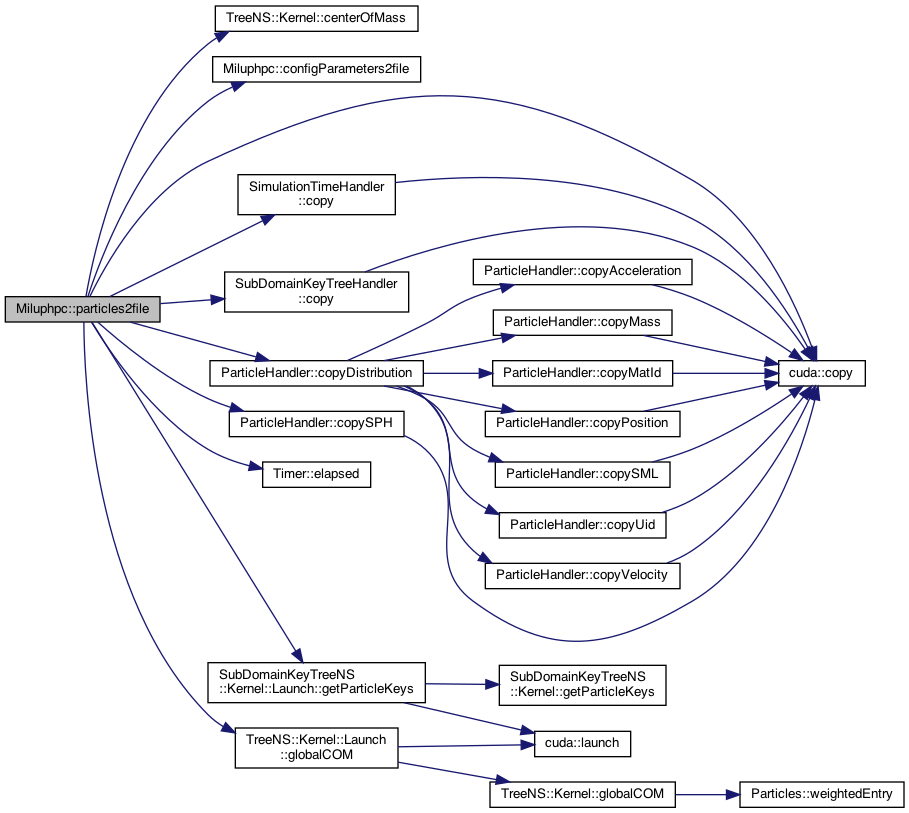 TreeNS::Kernel::centerOfMass
Miluphpc::configParameters2file
SimulationTimeHandler
::copy
SubDomainKeyTreeHandler
::copy
ParticleHandler::copyAcceleration
Miluphpc::particles2file
ParticleHandler::copyMass
ParticleHandler::copyDistribution
ParticleHandler::copyMatId
cuda::copy
ParticleHandler::copySPH
ParticleHandler::copyPosition
Timer::elapsed
ParticleHandler::copySML
ParticleHandler::copyUid
ParticleHandler::copyVelocity
SubDomainKeyTreeNS
::Kernel::Launch::getParticleKeys
SubDomainKeyTreeNS
::Kernel::getParticleKeys
TreeNS::Kernel::Launch
::globalCOM
cuda::launch
TreeNS::Kernel::globalCOM
Particles::weightedEntry